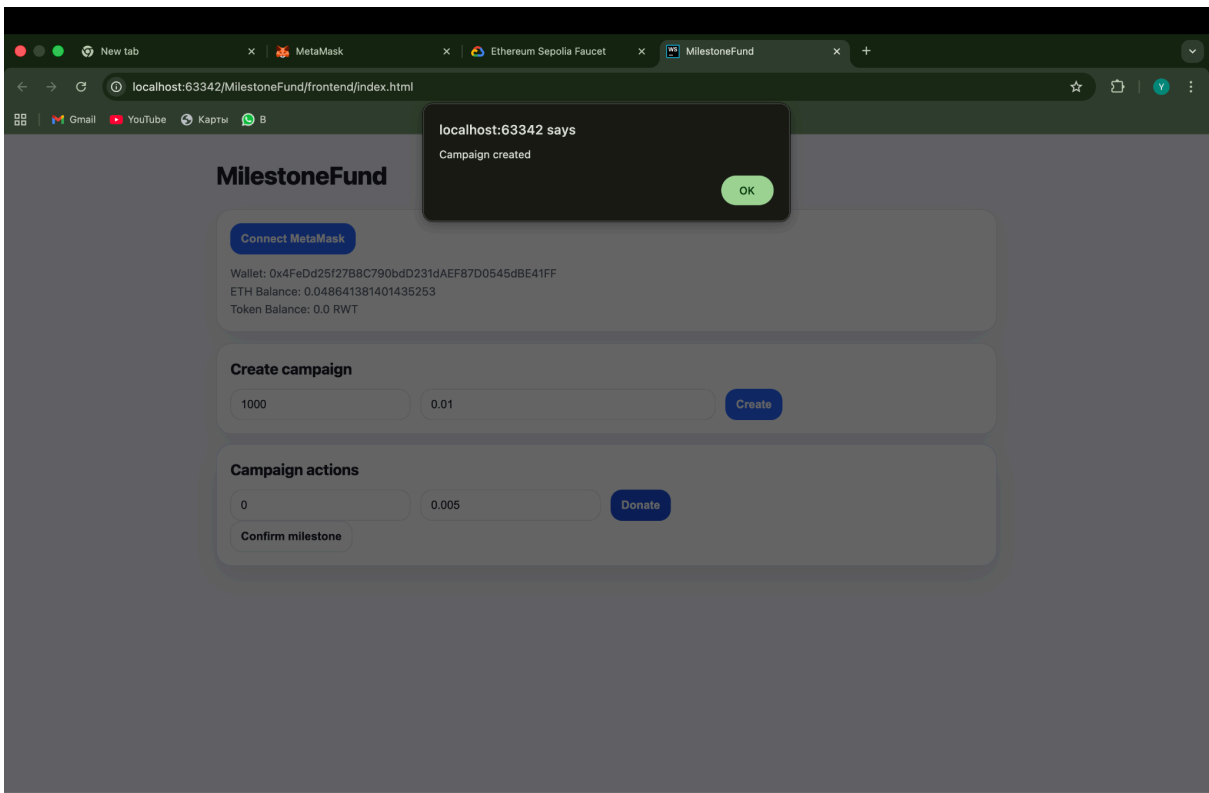 New tab
MetaMask
Ethereum Sepolia Faucet
WS
MilestoneFund
localhost:63342/MilestoneFund/frontend/index.html
Y
Gmail
YouTube
Карты
В
localhost:63342 says
Campaign created
OK
MilestoneFund
Connect MetaMask
Wallet: 0x4FeDd25f27B8C790bdD231dAEF87D0545dBE41FF
ETH Balance: 0.048641381401435253
Token Balance: 0.0 RWT
Create campaign
1000 0.01 Create
Campaign actions
0 0.005 Donate
Confirm milestone